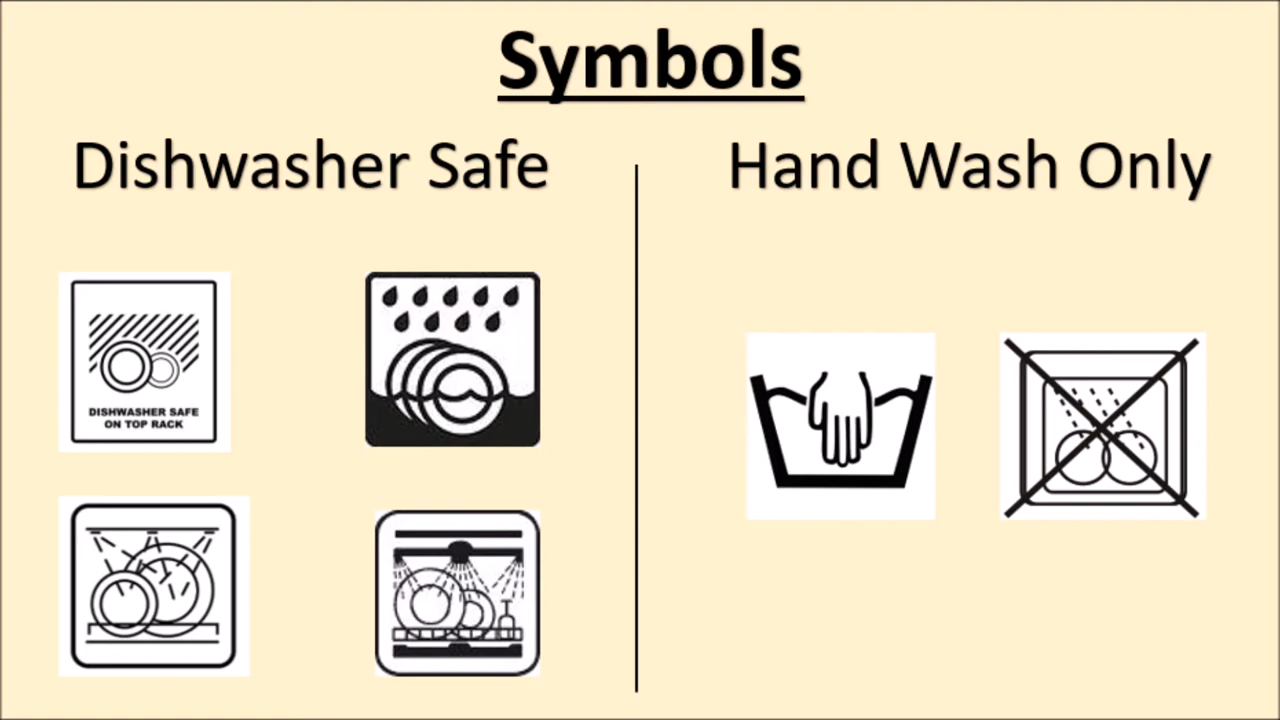 Symbols
Dishwasher Safe
Hand Wash Only
DISHWASHER SAFE
ON TOP RACK